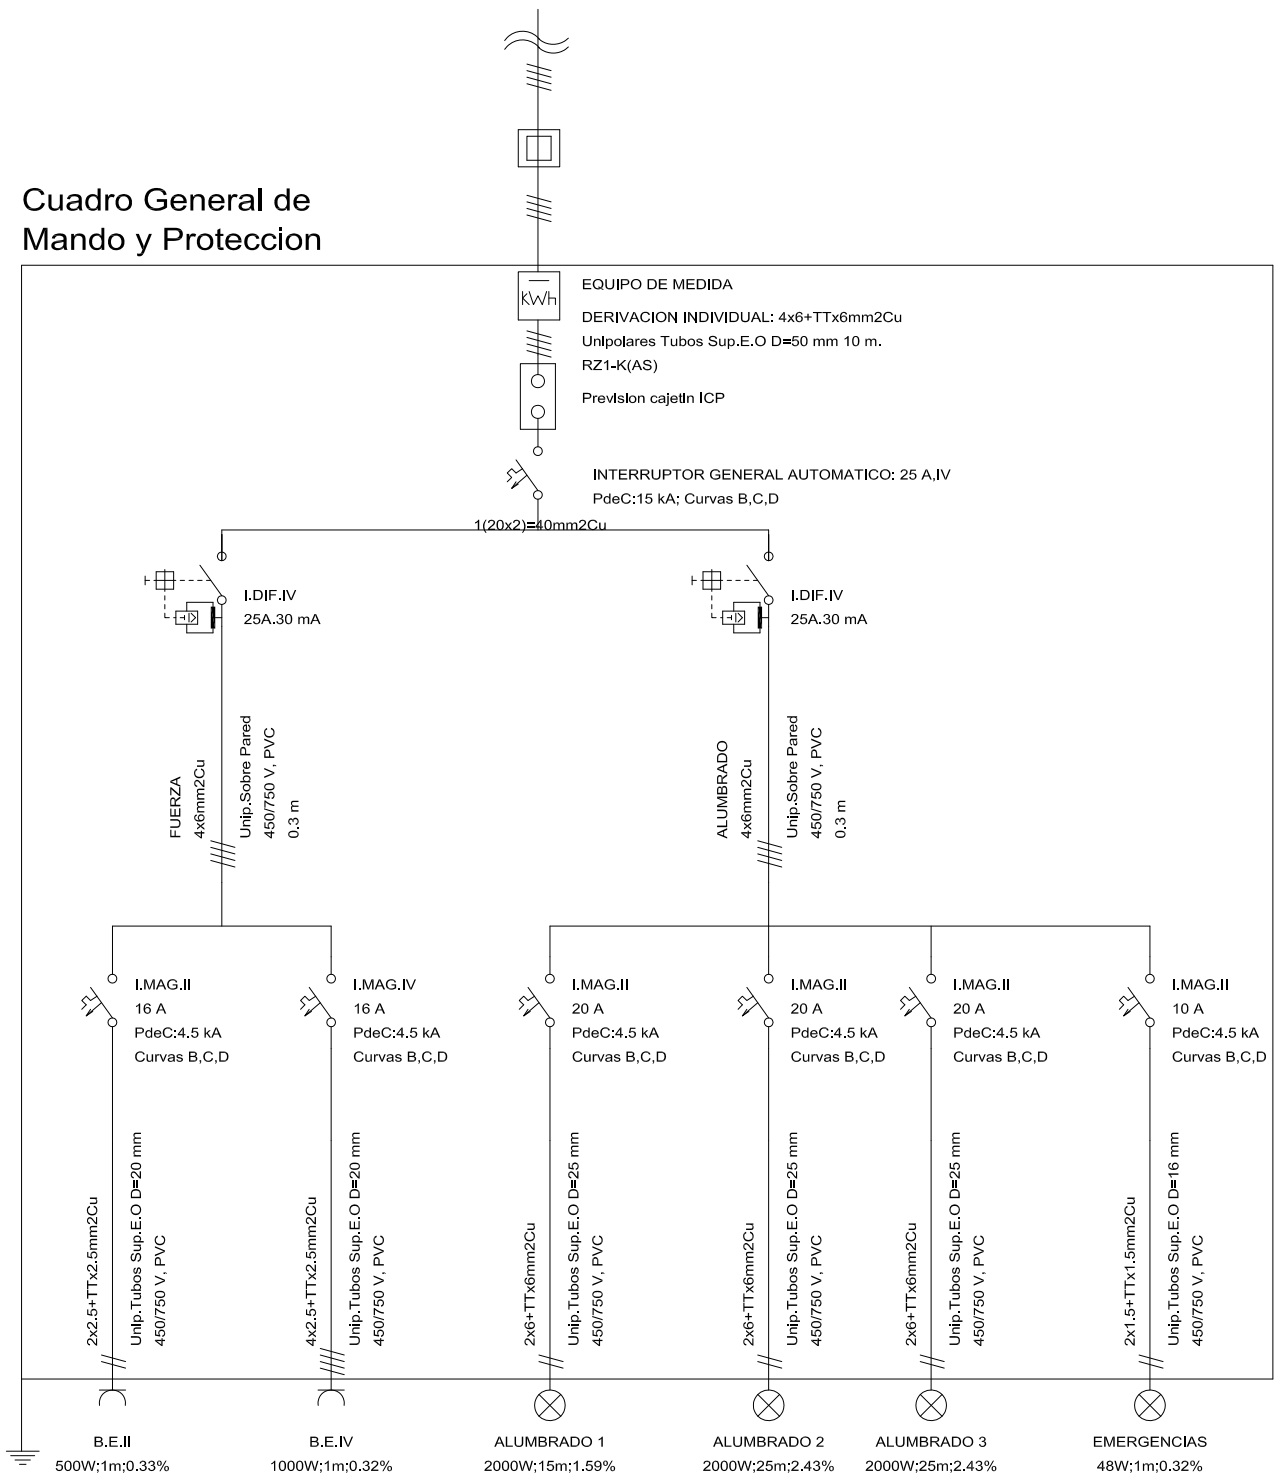 Cuadro General de
Mando y Proteccion
KWh
EQUIPO DE MEDIDA
DERIVACION INDIVIDUAL: 4x6+TTx6mm2Cu
Unipolares Tubos Sup.E.O D=50 mm 10 m.
RZ1-K(AS)
Prevision cajetin ICP
INTERRUPTOR GENERAL AUTOMATICO: 25 A,IV
PdeC:15 kA; Curvas B,C,D
1(20x2)=40mm2Cu
I.DIF.IV
25A.30 mA
I.DIF.IV
25A.30 mA
FUERZA
4x6mm2Cu
Unip.Sobre Pared
450/750 V, PVC
0.3 m
ALUMBRADO
4x6mm2Cu
Unip.Sobre Pared
450/750 V, PVC
0.3 m
I.MAG.II
16 A
PdeC:4.5 kA
Curvas B,C,D
I.MAG.IV
16 A
PdeC:4.5 kA
Curvas B,C,D
I.MAG.II
20 A
PdeC:4.5 kA
Curvas B,C,D
I.MAG.II
20 A
PdeC:4.5 kA
Curvas B,C,D
I.MAG.II
20 A
PdeC:4.5 kA
Curvas B,C,D
I.MAG.II
10 A
PdeC:4.5 kA
Curvas B,C,D
2x2.5+TTx2.5mm2Cu
Unip.Tubos Sup.E.O D=20 mm
450/750 V, PVC
4x2.5+TTx2.5mm2Cu
Unip.Tubos Sup.E.O D=20 mm
450/750 V, PVC
2x6+TTx6mm2Cu
Unip.Tubos Sup.E.O D=25 mm
450/750 V, PVC
2x6+TTx6mm2Cu
Unip.Tubos Sup.E.O D=25 mm
450/750 V, PVC
2x6+TTx6mm2Cu
Unip.Tubos Sup.E.O D=25 mm
450/750 V, PVC
2x1.5+TTx1.5mm2Cu
Unip.Tubos Sup.E.O D=16 mm
450/750 V, PVC
B.E.II
500W;1m;0.33%
B.E.IV
1000W;1m;0.32%
ALUMBRADO 1
2000W;15m;1.59%
ALUMBRADO 2
2000W;25m;2.43%
ALUMBRADO 3
2000W;25m;2.43%
EMERGENCIAS
48W;1m;0.32%